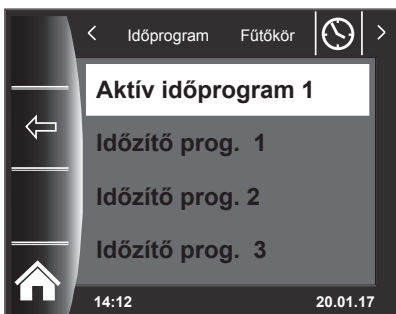 Időprogram Fűtőkör
Aktív időprogram 1
Időzítő prog. 1
Időzítő prog. 2
Időzítő prog. 3
14:12 20.01.17